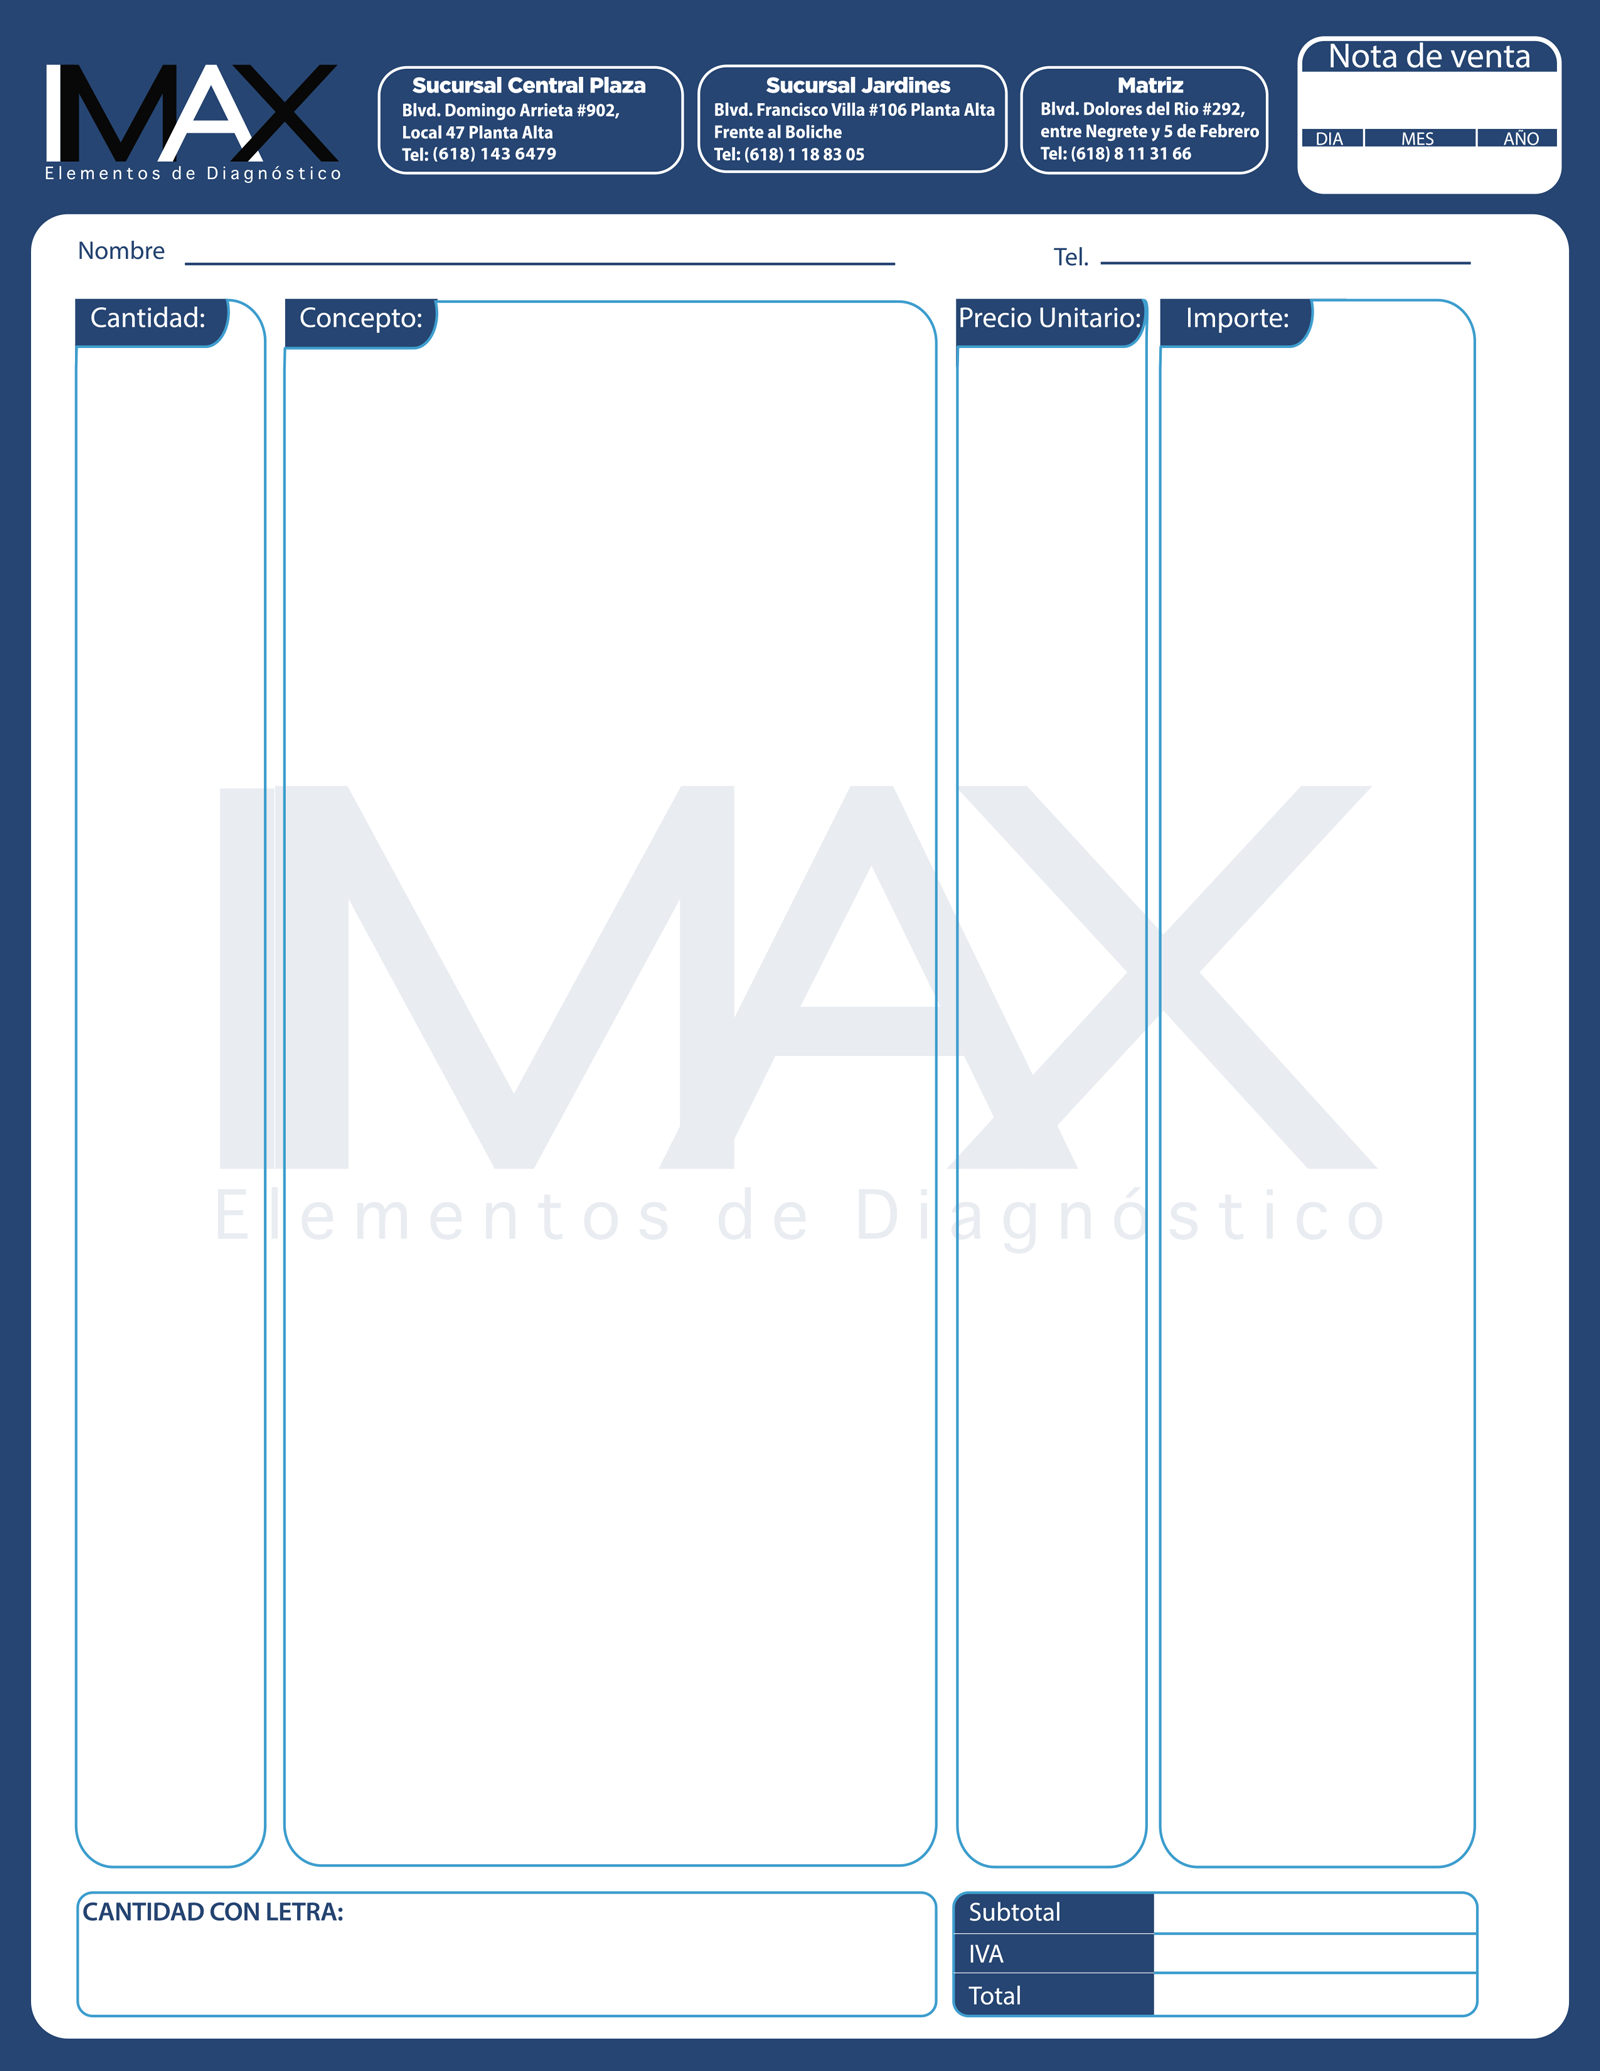 IMAX
Elementos de Diagnóstico
Sucursal Central Plaza
Blvd. Domingo Arrieta #902,
Local 47 Planta Alta
Tel: (618) 143 6479
Sucursal Jardines
Blvd. Francisco Villa #106 Planta Alta
Frente al Boliche
Tel: (618) 1 18 83 05
Matriz
Blvd. Dolores del Rio #292,
entre Negrete y 5 de Febrero
Tel: (618) 8 11 31 66
Nota de venta
DIA MES AÑO
Nombre
Tel.
Cantidad: Concepto: Precio Unitario: Importe:
IMAX
Elementos de Diagnóstico
CANTIDAD CON LETRA:
Subtotal
IVA
Total